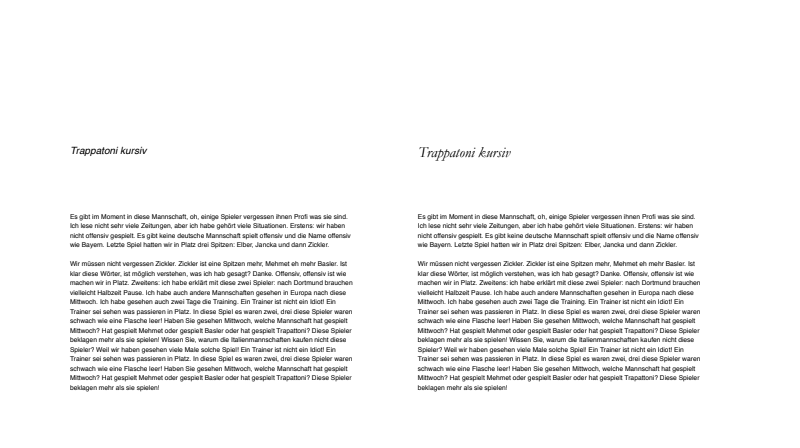 Trappatoni kursiv
Es gibt im Moment in diese Mannschaft, oh, einige Spieler vergessen ihnen Profi was sie sind.
Ich lese nicht sehr viele Zeitungen, aber ich habe gehört viele Situationen. Erstens: wir haben
nicht offensiv gespielt. Es gibt keine deutsche Mannschaft spielt offensiv und die Name offensiv
wie Bayern. Letzte Spiel hatten wir in Platz drei Spitzen: Elber, Jancka und dann Zickler.
Wir müssen nicht vergessen Zickler. Zickler ist eine Spitzen mehr, Mehmet eh mehr Basler. Ist
klar diese Wörter, ist möglich verstehen, was ich hab gesagt? Danke. Offensiv, offensiv ist wie
machen wir in Platz. Zweitens: ich habe erklärt mit diese zwei Spieler: nach Dortmund brauchen
vielleicht Halbzeit Pause. Ich habe auch andere Mannschaften gesehen in Europa nach diese
Mittwoch. Ich habe gesehen auch zwei Tage die Training. Ein Trainer ist nicht ein Idiot! Ein
Trainer sei sehen was passieren in Platz. In diese Spiel es waren zwei, drei diese Spieler waren
schwach wie eine Flasche leer! Haben Sie gesehen Mittwoch, welche Mannschaft hat gespielt
Mittwoch? Hat gespielt Mehmet oder gespielt Basler oder hat gespielt Trapattoni? Diese Spieler
beklagen mehr als sie spielen! Wissen Sie, warum die Italienmannschaften kaufen nicht diese
Spieler? Weil wir haben gesehen viele Male solche Spiel! Ein Trainer ist nicht ein Idiot! Ein
Trainer sei sehen was passieren in Platz. In diese Spiel es waren zwei, drei diese Spieler waren
schwach wie eine Flasche leer! Haben Sie gesehen Mittwoch, welche Mannschaft hat gespielt
Mittwoch? Hat gespielt Mehmet oder gespielt Basler oder hat gespielt Trapattoni? Diese Spieler
beklagen mehr als sie spielen!
Trappatoni kursiv
Es gibt im Moment in diese Mannschaft, oh, einige Spieler vergessen ihnen Profi was sie sind.
Ich lese nicht sehr viele Zeitungen, aber ich habe gehört viele Situationen. Erstens: wir haben
nicht offensiv gespielt. Es gibt keine deutsche Mannschaft spielt offensiv und die Name offensiv
wie Bayern. Letzte Spiel hatten wir in Platz drei Spitzen: Elber, Jancka und dann Zickler.
Wir müssen nicht vergessen Zickler. Zickler ist eine Spitzen mehr, Mehmet eh mehr Basler. Ist
klar diese Wörter, ist möglich verstehen, was ich hab gesagt? Danke. Offensiv, offensiv ist wie
machen wir in Platz. Zweitens: ich habe erklärt mit diese zwei Spieler: nach Dortmund brauchen
vielleicht Halbzeit Pause. Ich habe auch andere Mannschaften gesehen in Europa nach diese
Mittwoch. Ich habe gesehen auch zwei Tage die Training. Ein Trainer ist nicht ein Idiot! Ein
Trainer sei sehen was passieren in Platz. In diese Spiel es waren zwei, drei diese Spieler waren
schwach wie eine Flasche leer! Haben Sie gesehen Mittwoch, welche Mannschaft hat gespielt
Mittwoch? Hat gespielt Mehmet oder gespielt Basler oder hat gespielt Trapattoni? Diese Spieler
beklagen mehr als sie spielen! Wissen Sie, warum die Italienmannschaften kaufen nicht diese
Spieler? Weil wir haben gesehen viele Male solche Spiel! Ein Trainer ist nicht ein Idiot! Ein
Trainer sei sehen was passieren in Platz. In diese Spiel es waren zwei, drei diese Spieler waren
schwach wie eine Flasche leer! Haben Sie gesehen Mittwoch, welche Mannschaft hat gespielt
Mittwoch? Hat gespielt Mehmet oder gespielt Basler oder hat gespielt Trapattoni? Diese Spieler
beklagen mehr als sie spielen!